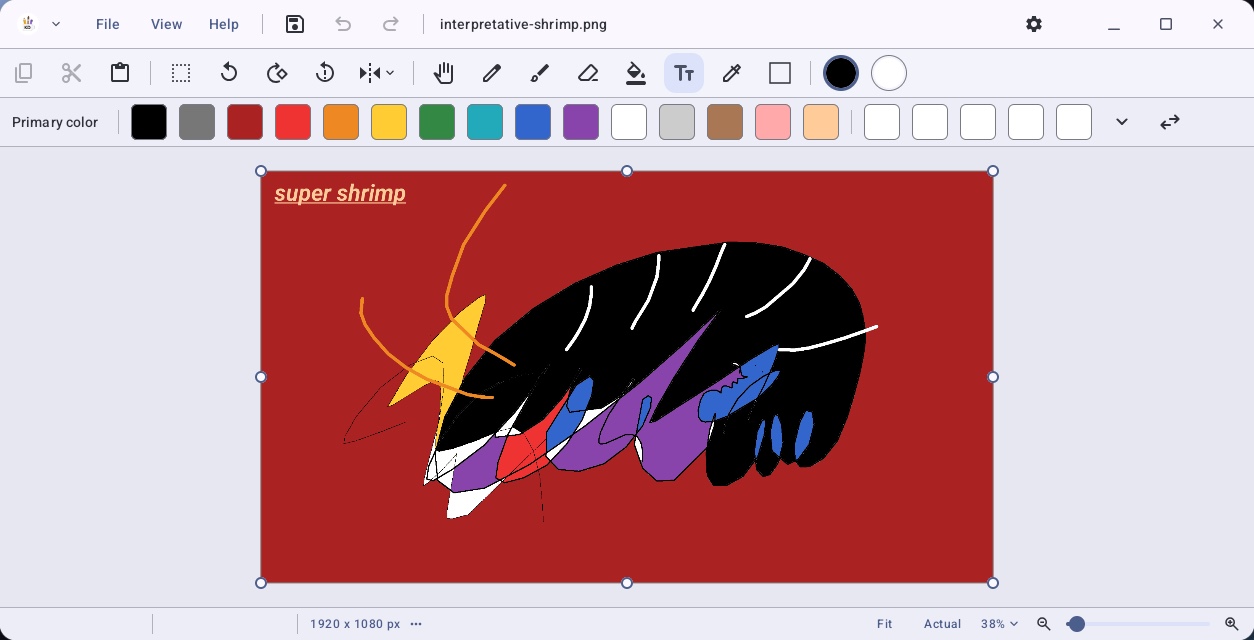 File View Help interpretative-shrimp.png
Primary color
super shrimp
1920 x 1080 px ··· Fit Actual 38%